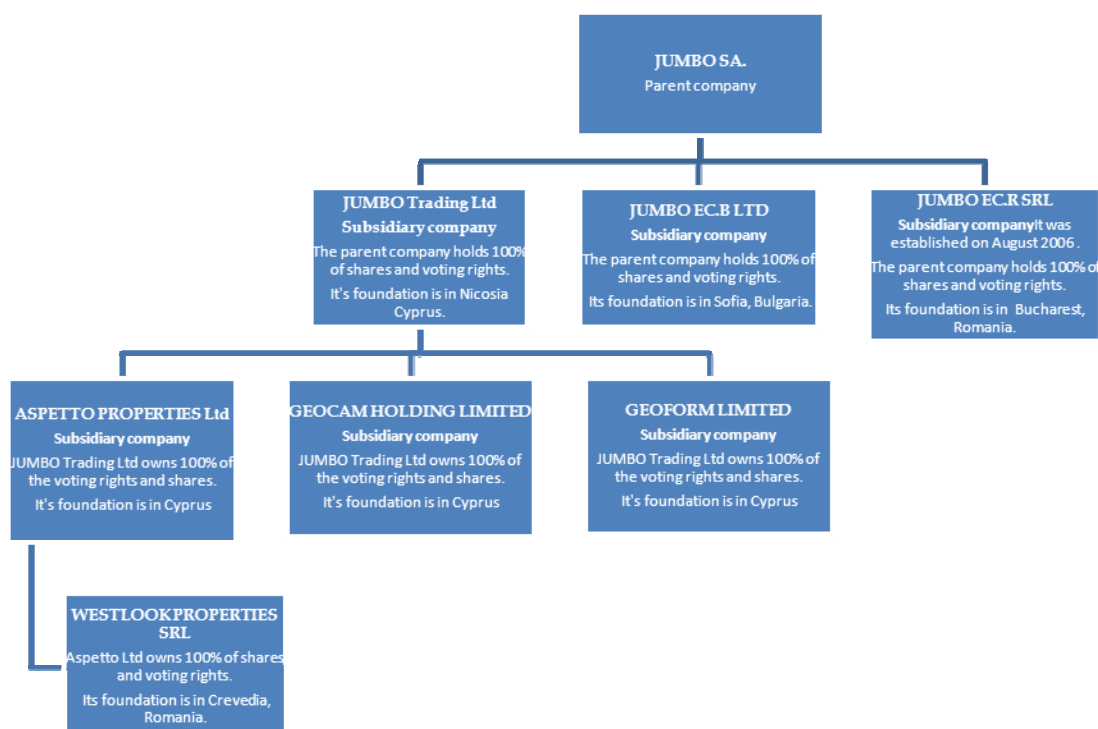 JUMBO SA.
Parent company
JUMBO Trading Ltd
Subsidiary company
The parent company holds 100%
of shares and voting rights.
It's foundation is in Nicosia
Cyprus.
JUMBO EC.B LTD
Subsidiary company
The parent company holds 100% of
shares and voting rights.
Its foundation is in Sofia, Bulgaria.
JUMBO EC.R SRL
Subsidiary companyIt was
established on August 2006 .
The parent company holds 100% of
shares and voting rights.
Its foundation is in Bucharest,
Romania.
ASPETTO PROPERTIES Ltd
Subsidiary company
JUMBO Trading Ltd owns 100% of
the voting rights and shares.
It's foundation is in Cyprus
GEOCAM HOLDING LIMITED
Subsidiary company
JUMBO Trading Ltd owns 100% of
the voting rights and shares.
It's foundation is in Cyprus
GEOFORM LIMITED
Subsidiary company
JUMBO Trading Ltd owns 100% of
the voting rights and shares.
It's foundation is in Cyprus
WESTLOOK PROPERTIES
SRL
Aspetto Ltd owns 100% of shares
and voting rights.
Its foundation is in Crevedia,
Romania.